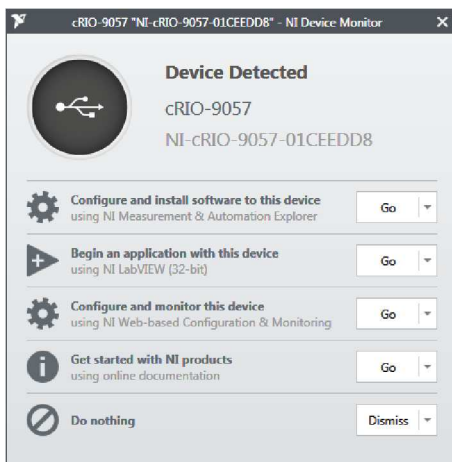 cRIO-9057 "NI-cRIO-9057-01CEEDD8" - NI Device Monitor
Device Detected
cRIO-9057
NI-cRIO-9057-01CEEDD8
Configure and install software to this device
using NI Measurement & Automation Explorer
Go
Begin an application with this device
using NI LabVIEW (32-bit)
Go
Configure and monitor this device
using NI Web-based Configuration & Monitoring
Go
Get started with NI products
using online documentation
Go
Do nothing
Dismiss